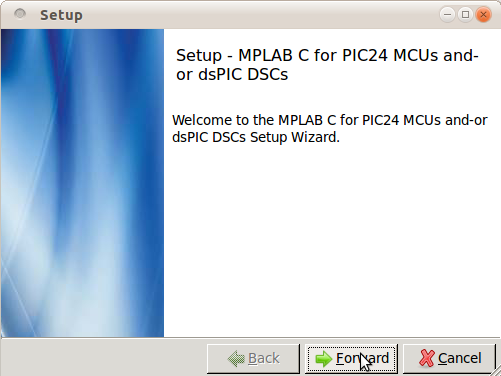 Setup
Setup - MPLAB C for PIC24 MCUs and-
or dsPIC DSCs
Welcome to the MPLAB C for PIC24 MCUs and-or
dsPIC DSCs Setup Wizard.
Back
Forward
Cancel